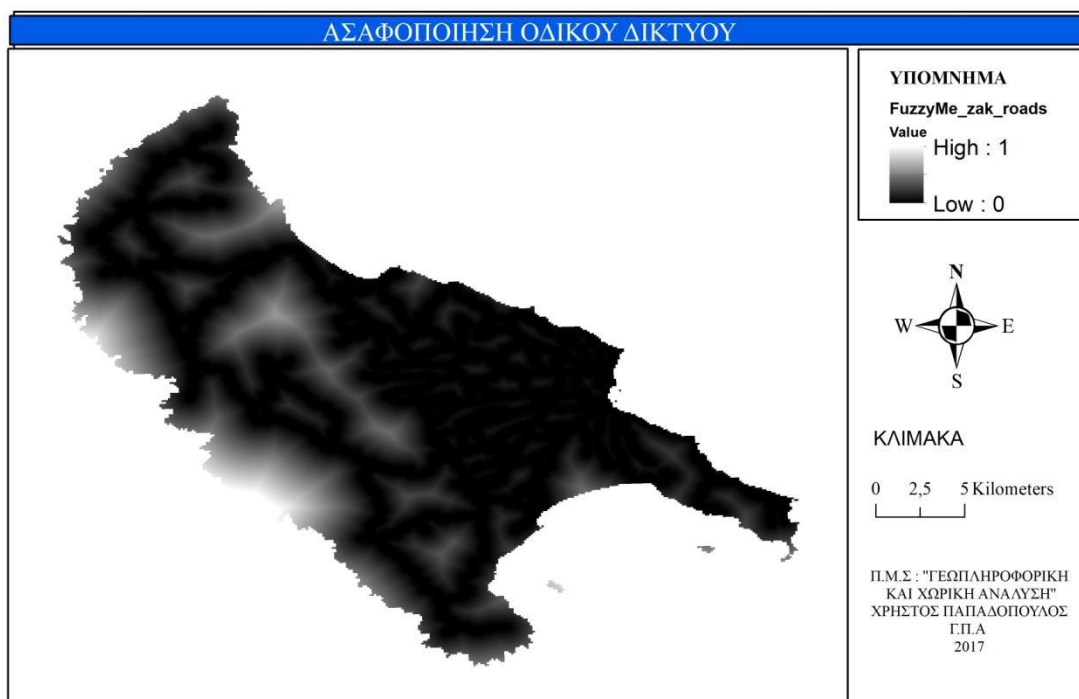 ΑΣΑΦΟΠΟΙΗΣΗ ΟΔΙΚΟΥ ΔΙΚΤΥΟΥ
ΥΠΟΜΝΗΜΑ
FuzzyMe_zak_roads
Value
High : 1
Low : 0
N
W E
S
ΚΛΙΜΑΚΑ
0 2,5 5 Kilometers
Π.Μ.Σ : "ΓΕΩΠΛΗΡΟΦΟΡΙΚΗ
ΚΑΙ ΧΩΡΙΚΗ ΑΝΑΛΥΣΗ"
ΧΡΗΣΤΟΣ ΠΑΠΑΔΟΠΟΥΛΟΣ
Γ.Π.Α
2017